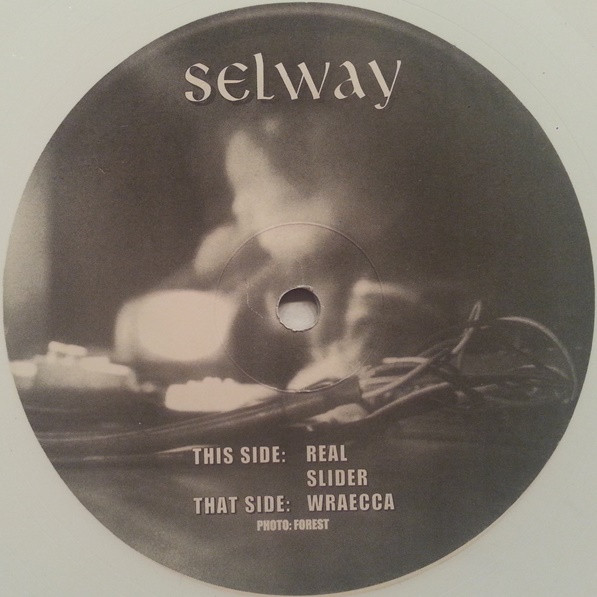 selway
THIS SIDE: REAL
SLIDER
THAT SIDE: WRAECCA
PHOTO: FOREST